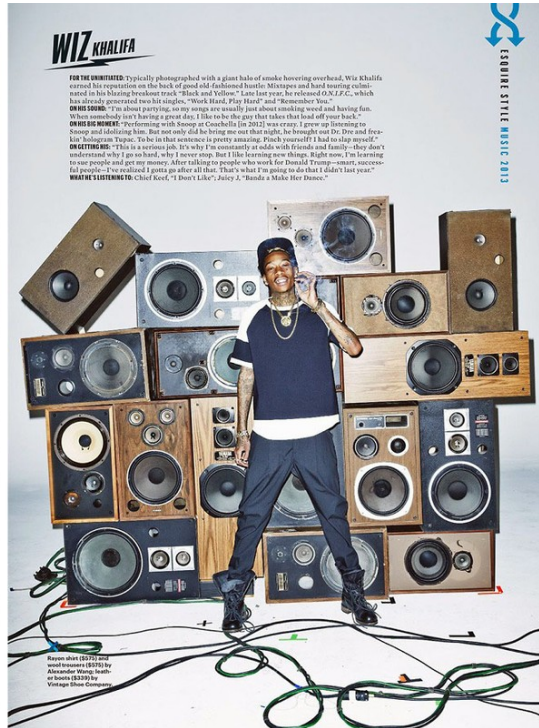 WIZ KHALIFA
FOR THE UNINITIATED: Typically photographed with a giant halo of smoke hovering overhead, Wiz Khalifa
earned his reputation on the back of good old-fashioned hustle: Mixtapes and hard touring culmi-
nated in his blazing breakout track "Black and Yellow." Late last year, he released O.N.I.F.C., which
has already generated two hit singles, "Work Hard, Play Hard" and "Remember You."
ON HIS SOUND: "I'm about partying, so my songs are usually just about smoking weed and having fun.
When somebody isn't having a great day, I like to be the guy that takes that load off your back."
ON HIS BIG MOMENT: "Performing with Snoop at Coachella [in 2012] was crazy. I grew up listening to
Snoop and idolizing him. But not only did he bring me out that night, he brought out Dr. Dre and frea-
kin' hologram Tupac. To be in that sentence is pretty amazing. Pinch yourself! I had to slap myself."
ON GETTING HIS: "This is a serious job. It's why I'm constantly at odds with friends and family—they don't
understand why I go so hard, why I never stop. But I like learning new things. Right now, I'm learning
to sue people and get my money. After talking to people who work for Donald Trump—smart, success-
ful people—I've realized I gotta go after all that. That's what I'm going to do that I didn't last year."
WHAT HE'S LISTENING TO: Chief Keef, "I Don't Like"; Juicy J, "Bandz a Make Her Dance."
ESQUIRE STYLE MUSIC 2013
Rayon shirt ($575) and
wool trousers ($575) by
Alexander Wang; leath-
er boots ($339) by
Vintage Shoe Company.